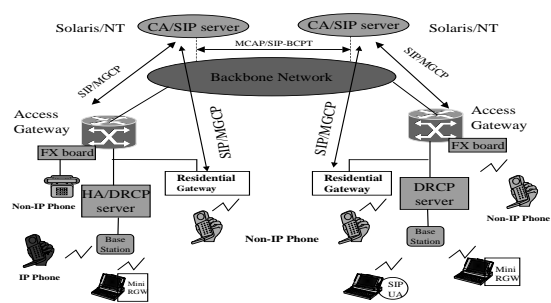 Solaris/NT
CA/SIP server
CA/SIP server
Solaris/NT
MCAP/SIP-BCPT
SIP/MGCP
SIP/MGCP
Backbone Network
SIP/MGCP
SIP/MGCP
Access
Gateway
Access
Gateway
FX board
FX board
Residential
Gateway
Residential
Gateway
HA/DRCP
server
DRCP
server
Non-IP Phone
Non-IP Phone
Non-IP Phone
Base
Station
Base
Station
IP Phone
Mini
RGW
SIP
UA
Mini
RGW